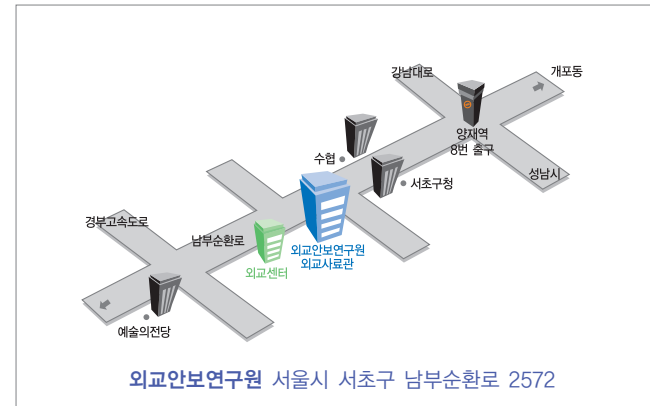 강남대로
개포동
양재역
8번 출구
수협
서초구청
성남시
경부고속도로
남부순환로
외교안보연구원
외교사료관
외교센터
예술의전당
외교안보연구원 서울시 서초구 남부순환로 2572